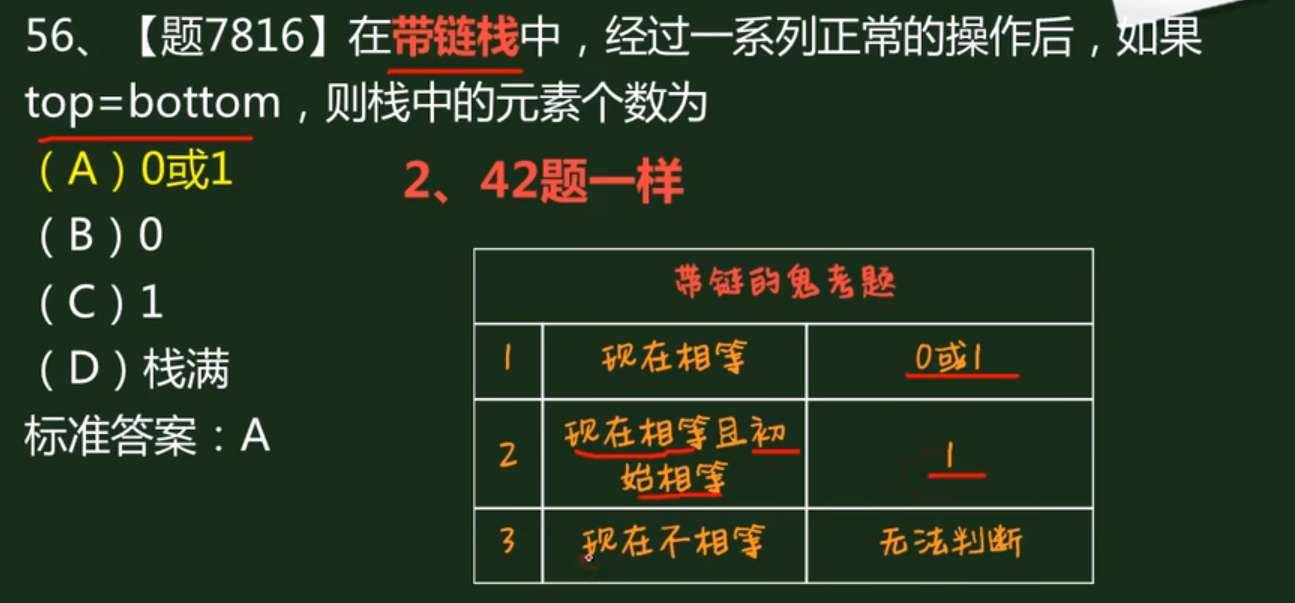 56、【题7816】在带链栈中，经过一系列正常的操作后，如果
top=bottom，则栈中的元素个数为
（A）0或1
2、42题一样
（B）0
（C）1
（D）栈满
标准答案：A
带链的鬼考题
1 现在相等 0或1
2 现在相等且初始相等 1
3 现在不相等 无法判断